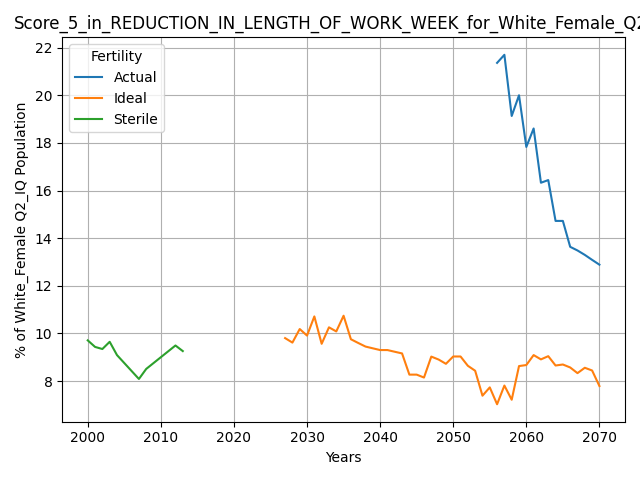 Score_5_in_REDUCTION_IN_LENGTH_OF_WORK_WEEK_for_White_Female_Q2
Fertility
Actual
Ideal
Sterile
% of White_Female Q2_IQ Population
22
20
18
16
14
12
10
8
2000 2010 2020 2030 2040 2050 2060 2070
Years